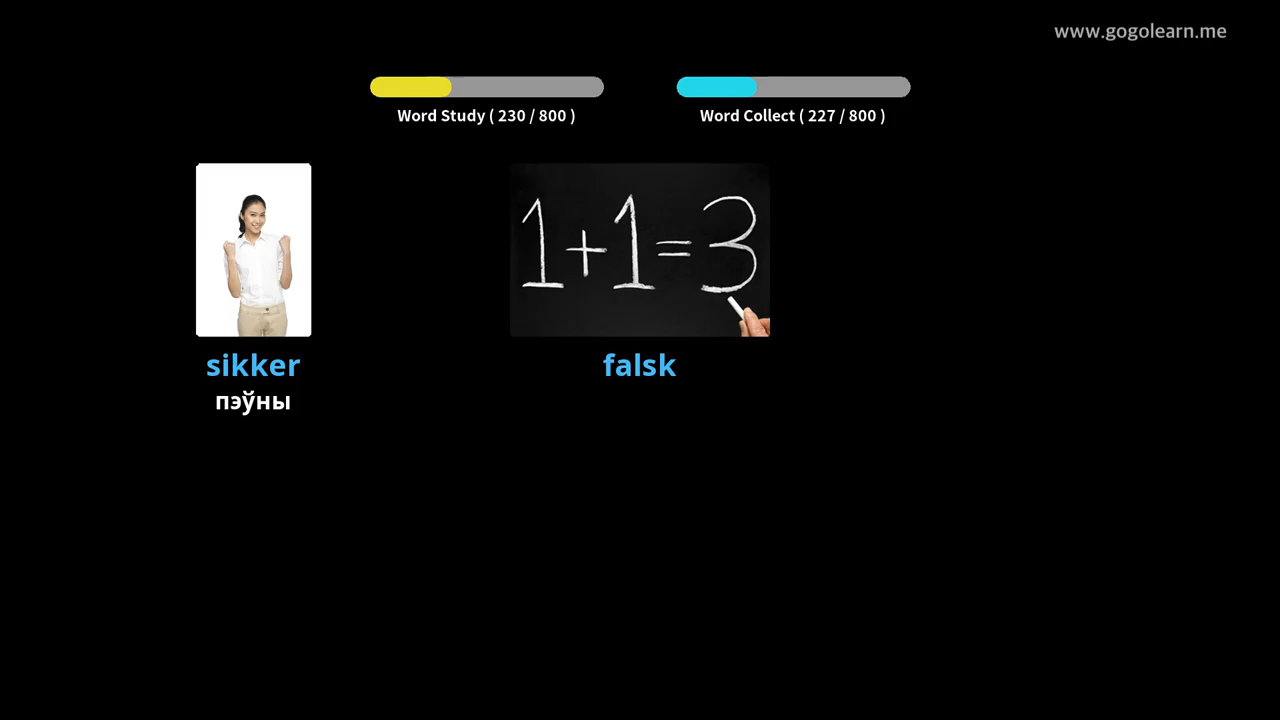 www.gogolearn.me
Word Study ( 230 / 800 )
Word Collect ( 227 / 800 )
1+1=3
sikker
falsk
пэўны